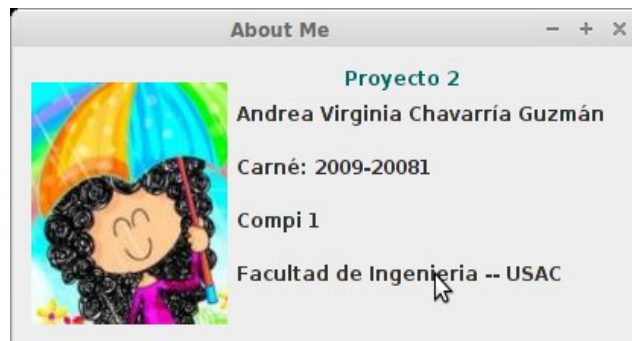 About Me
Proyecto 2
Andrea Virginia Chavarría Guzmán
Carné: 2009-20081
Compi 1
Facultad de Ingenieria -- USAC